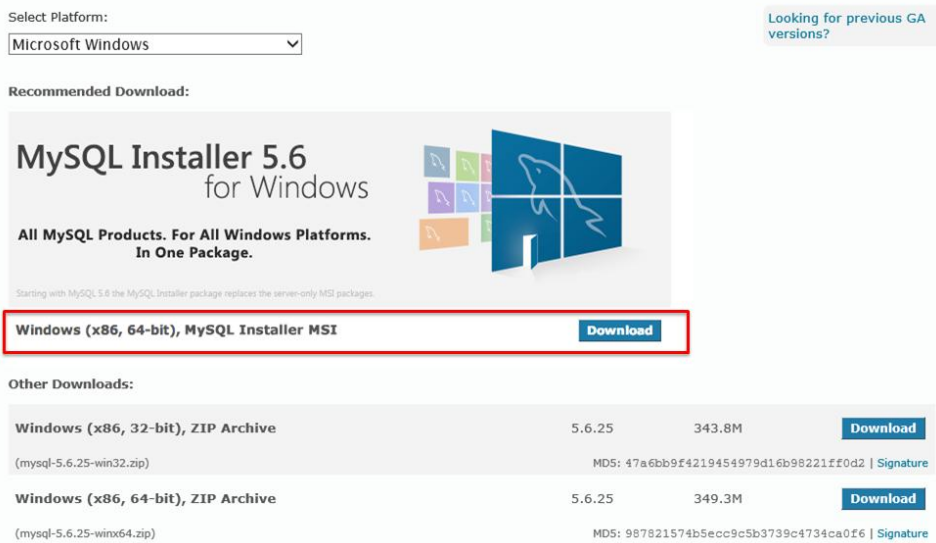 Select Platform:
Looking for previous GA
versions?
Microsoft Windows
Recommended Download:
MySQL Installer 5.6
for Windows
All MySQL Products. For All Windows Platforms.
In One Package.
Starting with MySQL 5.6 the MySQL Installer package replaces the server-only MSI packages.
Windows (x86, 64-bit), MySQL Installer MSI Download
Other Downloads:
Windows (x86, 32-bit), ZIP Archive 5.6.25 343.8M Download
(mysql-5.6.25-win32.zip) MD5: 47a6bb9f4219454979d16b98221ff0d2 | Signature
Windows (x86, 64-bit), ZIP Archive 5.6.25 349.3M Download
(mysql-5.6.25-winx64.zip) MD5: 987821574b5ecc9c5b3739c4734ca0f6 | Signature